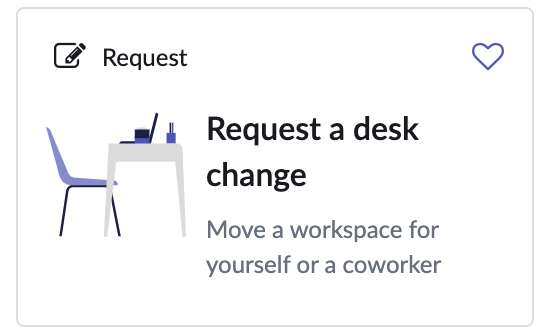 Request
Request a desk
change
Move a workspace for
yourself or a coworker